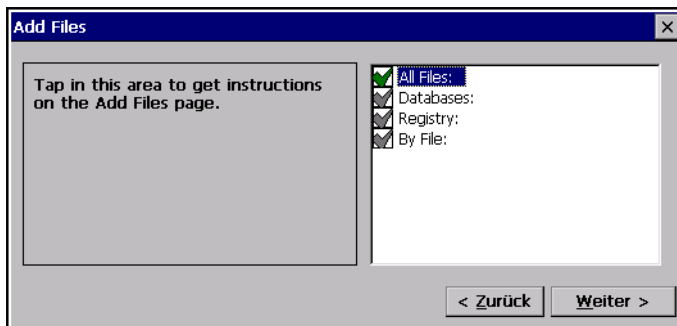 Add Files
Tap in this area to get instructions
on the Add Files page.
All Files:
Databases:
Registry:
By File:
< Zurück
Weiter >